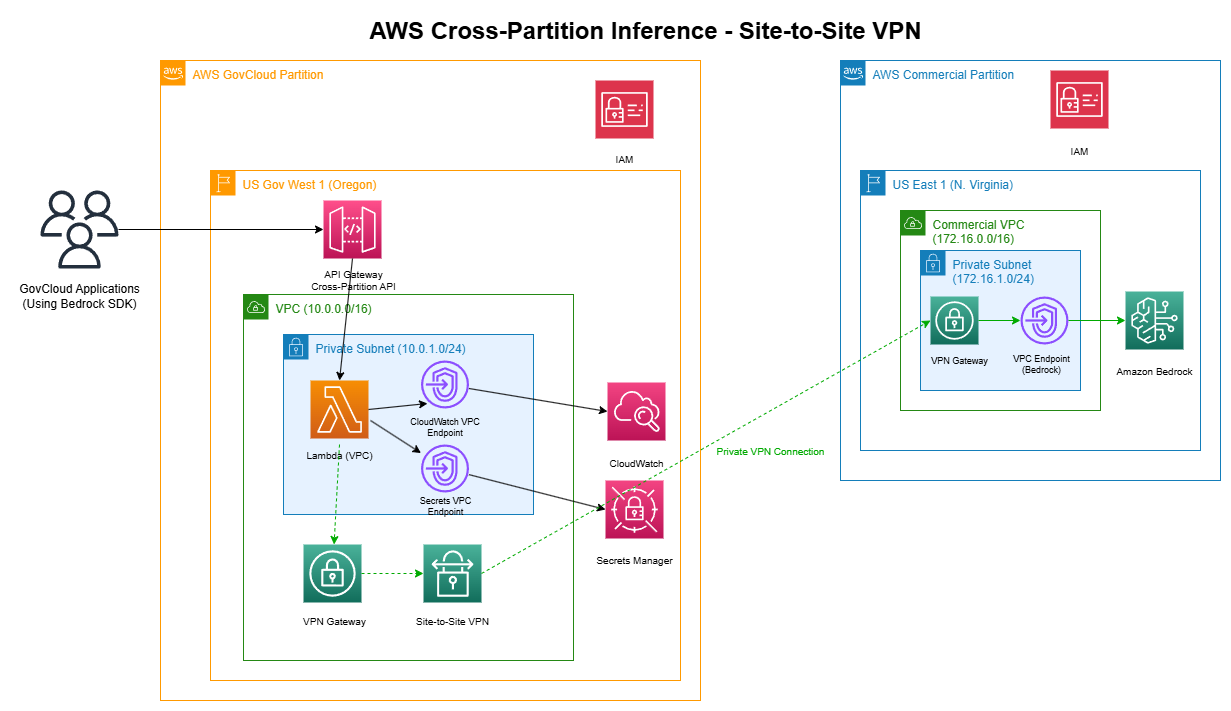 AWS Cross-Partition Inference - Site-to-Site VPN
aws
AWS GovCloud Partition
IAM
US Gov West 1 (Oregon)
GovCloud Applications
(Using Bedrock SDK)
API Gateway
Cross-Partition API
VPC (10.0.0.0/16)
Private Subnet (10.0.1.0/24)
Lambda (VPC)
CloudWatch VPC
Endpoint
Secrets VPC
Endpoint
CloudWatch
Secrets Manager
VPN Gateway
Site-to-Site VPN
Private VPN Connection
aws
AWS Commercial Partition
IAM
US East 1 (N. Virginia)
Commercial VPC
(172.16.0.0/16)
Private Subnet
(172.16.1.0/24)
VPN Gateway
VPC Endpoint
(Bedrock)
Amazon Bedrock